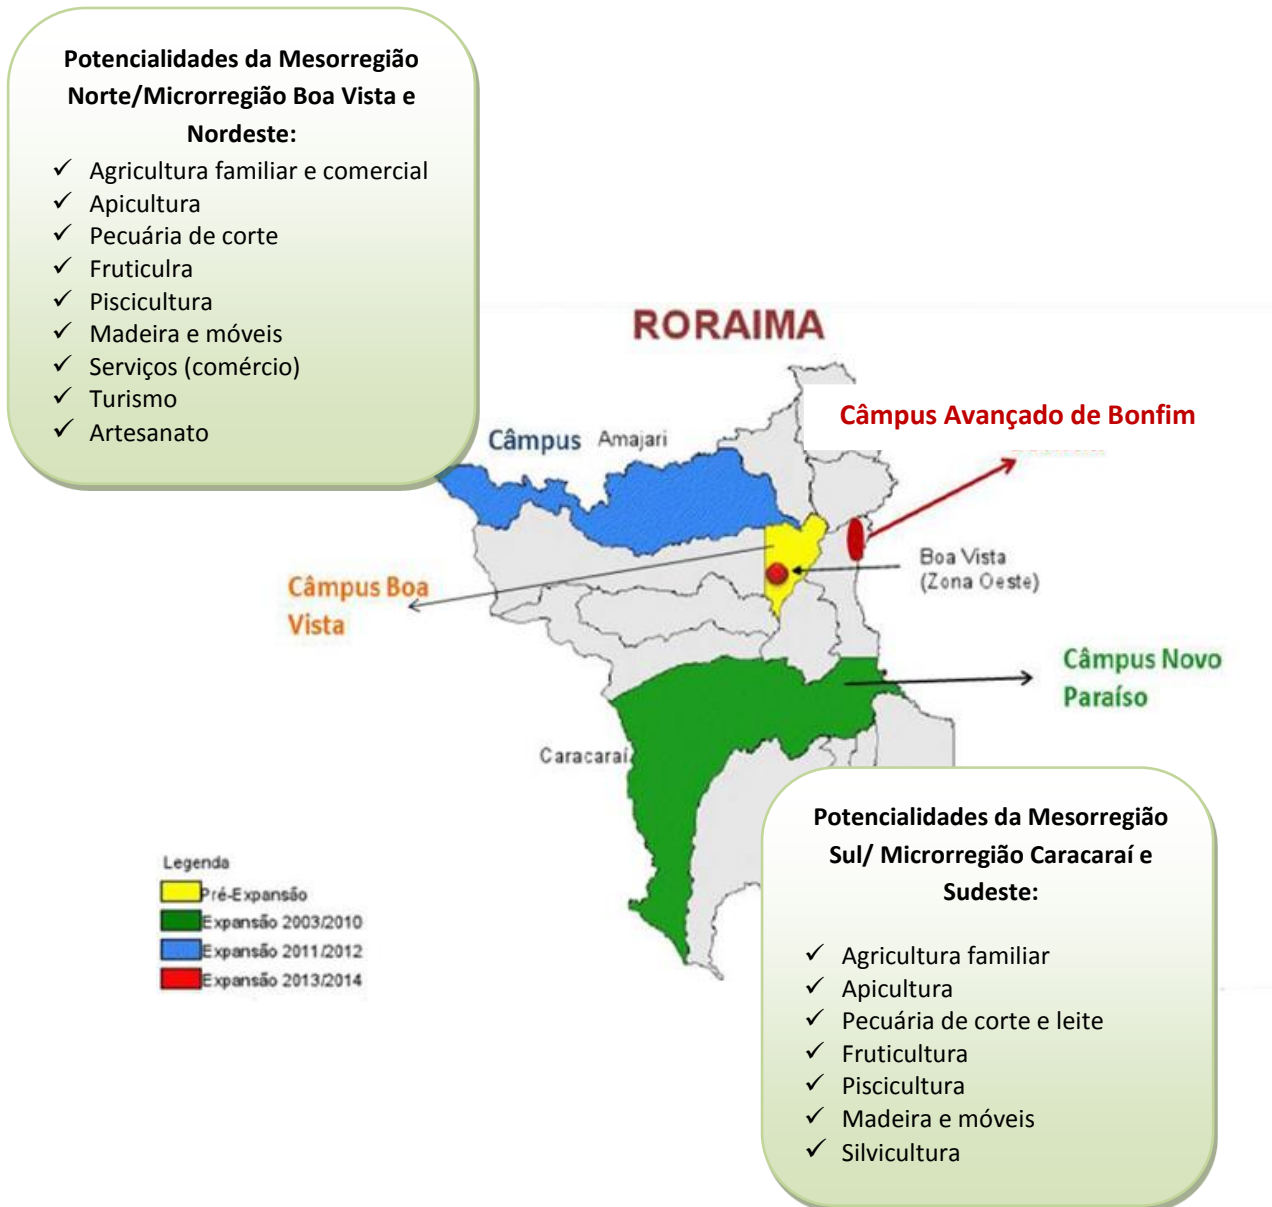 Potencialidades da Mesorregião
Norte/Microrregião Boa Vista e
Nordeste:
✓ Agricultura familiar e comercial
✓ Apicultura
✓ Pecuária de corte
✓ Fruticulra
✓ Piscicultura
✓ Madeira e móveis
✓ Serviços (comércio)
✓ Turismo
✓ Artesanato
RORAIMA
Câmpus Avançado de Bonfim
Câmpus Amajari
Boa Vista
(Zona Oeste)
Câmpus Boa
Vista
Câmpus Novo
Paraíso
Caracaraí
Legenda
Pré-Expansão
Expansão 2003/2010
Expansão 2011/2012
Expansão 2013/2014
Potencialidades da Mesorregião
Sul/ Microrregião Caracaraí e
Sudeste:
✓ Agricultura familiar
✓ Apicultura
✓ Pecuária de corte e leite
✓ Fruticultura
✓ Piscicultura
✓ Madeira e móveis
✓ Silvicultura